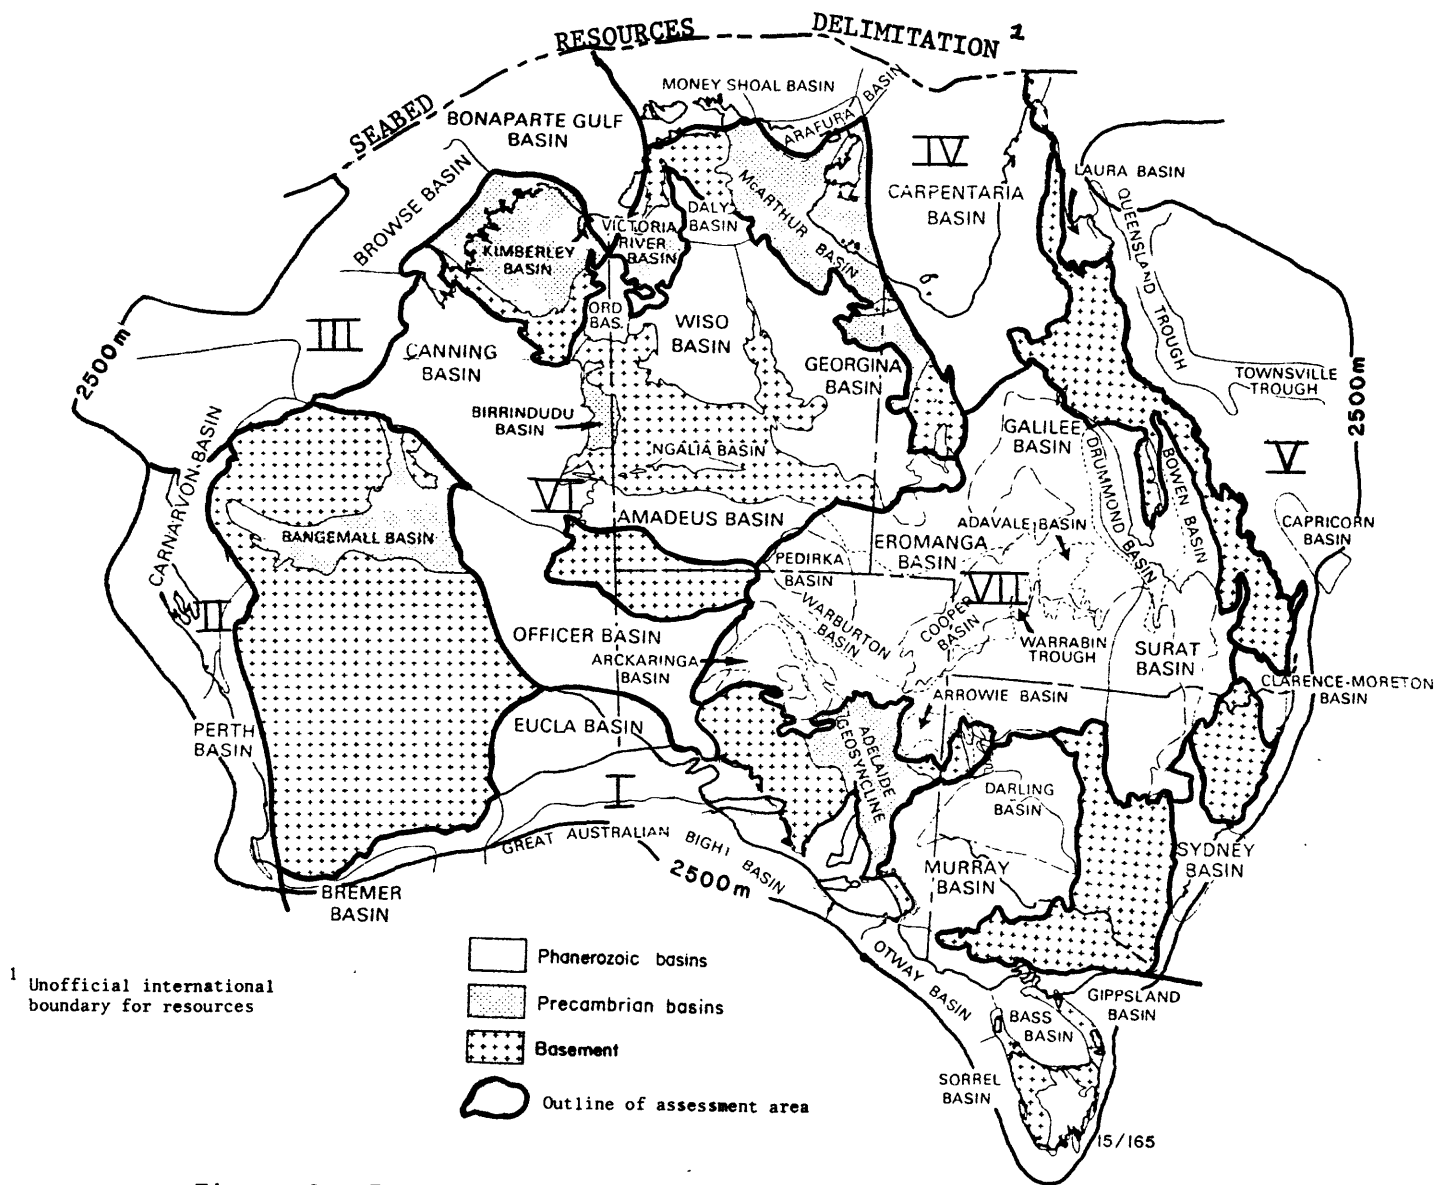 RESOURCES
DELIMITATION 1
SEABED
MONEY SHOAL BASIN
ARAFURA BASIN
BONAPARTE GULF
BASIN
IV
CARPENTARIA
BASIN
LAURA BASIN
QUEENSLAND TROUGH
BROWSE BASIN
McARTHUR BASIN
DALY
BASIN
VICTORIA
RIVER
BASIN
KIMBERLEY
BASIN
ORD
BAS.
WISO
BASIN
III
CANNING
BASIN
GEORGINA
BASIN
TOWNSVILLE
TROUGH
2500m
2500m
BIRRINDUDU
BASIN
NGALIA BASIN
GALILEE
BASIN
DRUMMOND BASIN
BOWEN BASIN
V
CARNARVON BASIN
VI
AMADEUS BASIN
ADAVALE BASIN
CAPRICORN
BASIN
BANGEMALL BASIN
EROMANGA
BASIN
PEDIRKA
BASIN
VII
II
WARBURTON
BASIN
COOPER
BASIN
OFFICER BASIN
WARRABIN
TROUGH
SURAT
BASIN
ARCKARINGA
BASIN
ARROWIE BASIN
CLARENCE-MORETON
BASIN
PERTH
BASIN
EUCLA BASIN
ADELAIDE
GEOSYNCLINE
I
DARLING
BASIN
GREAT AUSTRALIAN BIGHT BASIN
2500m
MURRAY
BASIN
SYDNEY
BASIN
BREMER
BASIN
OTWAY BASIN
GIPPSLAND
BASIN
BASS
BASIN
SORREL
BASIN
15/165
1 Unofficial international
boundary for resources
Phanerozoic basins
Precambrian basins
Basement
Outline of assessment area